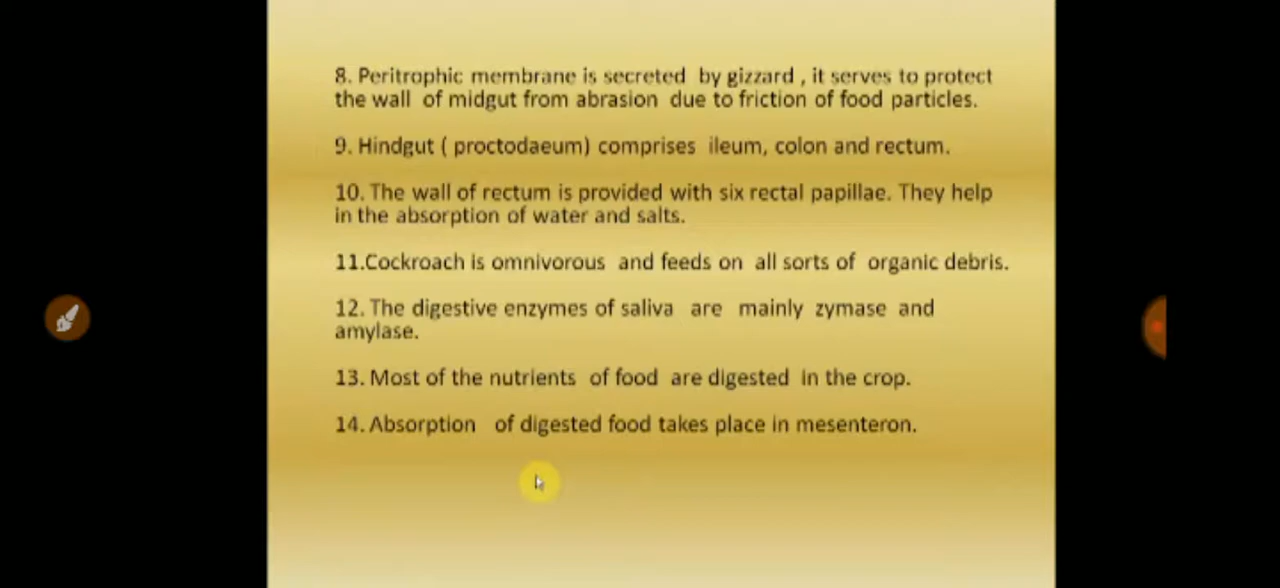 8. Peritrophic membrane is secreted by gizzard , it serves to protect
the wall of midgut from abrasion due to friction of food particles.
9. Hindgut ( proctodaeum) comprises ileum, colon and rectum.
10. The wall of rectum is provided with six rectal papillae. They help
in the absorption of water and salts.
11.Cockroach is omnivorous and feeds on all sorts of organic debris.
12. The digestive enzymes of saliva are mainly zymase and
amylase.
13. Most of the nutrients of food are digested in the crop.
14. Absorption of digested food takes place in mesenteron.